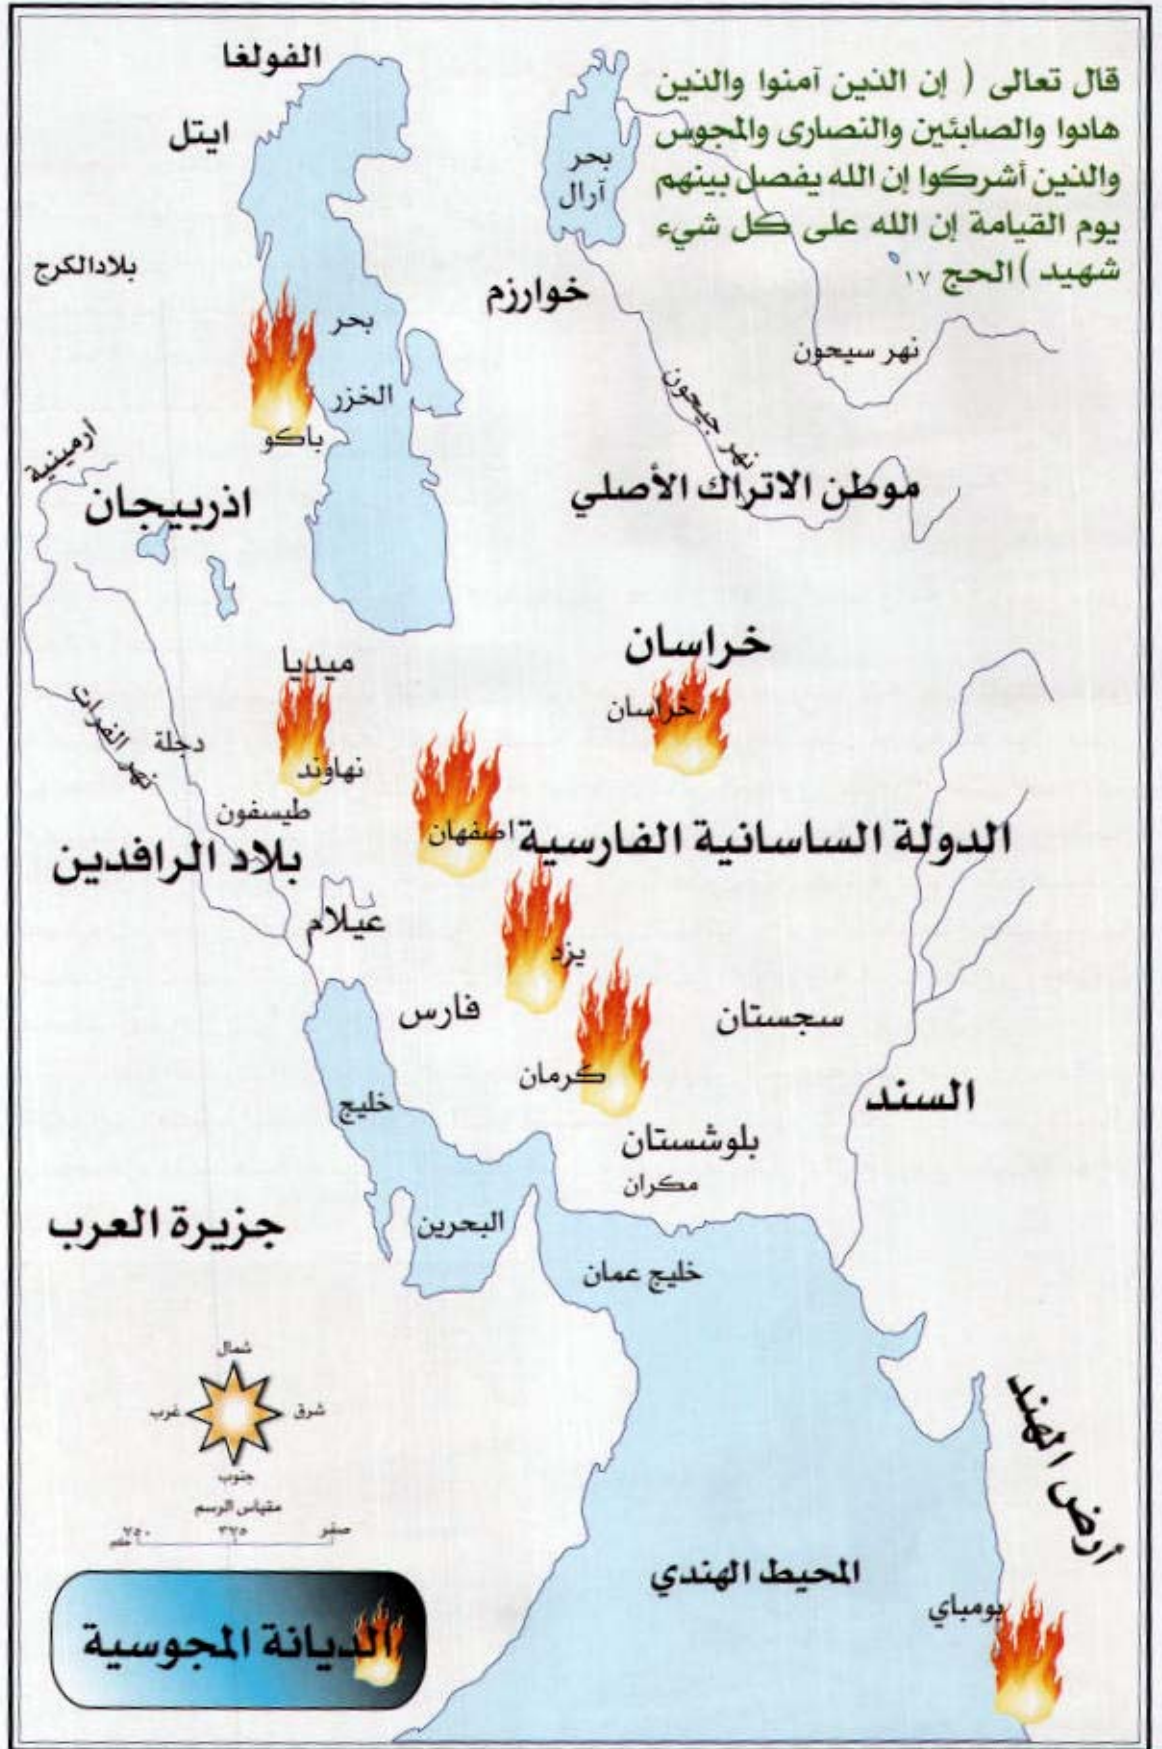 قال تعالى ( إن الذين آمنوا والذين
هادوا والصابئين والنصارى والمجوس
والذين أشركوا إن الله يفصل بينهم
يوم القيامة إن الله على كل شيء
شهيد ) الحج ١٧
الفولغا
ايتل
بحر
آرال
بلادالكرج
خوارزم
بحر
الخزر
نهر سيحون
نهر جيحون
باكو
ارمينية
اذربيجان
موطن الاتراك الأصلي
خراسان
خراسان
ميديا
نهاوند
دجلة
نهر الفرات
طيسفون
اصفهان
الدولة الساسانية الفارسية
بلاد الرافدين
عيلام
يزد
فارس
سجستان
كرمان
خليج
السند
بلوشستان
مكران
البحرين
جزيرة العرب
خليج عمان
شمال
شرق
غرب
جنوب
مقياس الرسم
صفر
٣٧٥
٧٥٠
أرض الهند
المحيط الهندي
بومباي
الديانة المجوسية